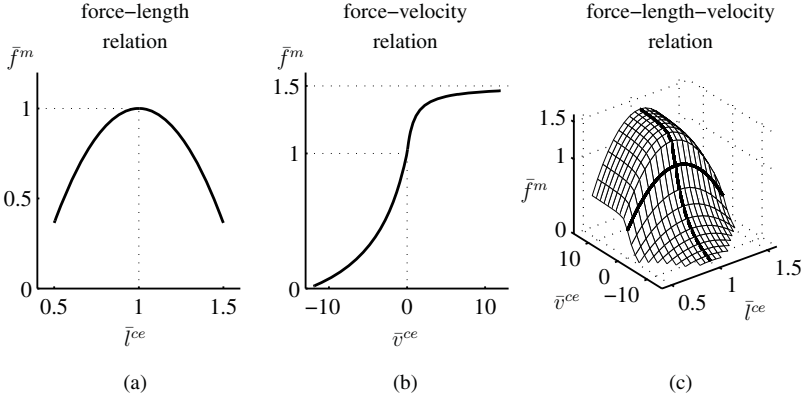 force−length
relation
f̄ᵐ
1
0.5
0
0.5
1
1.5
l̄ᶜᵉ
(a)
force−velocity
relation
f̄ᵐ
1.5
1
0
−10
0
10
v̄ᶜᵉ
(b)
force−length−velocity
relation
1.5
1
f̄ᵐ
0
10
0
−10
v̄ᶜᵉ
0.5
1
1.5
l̄ᶜᵉ
(c)